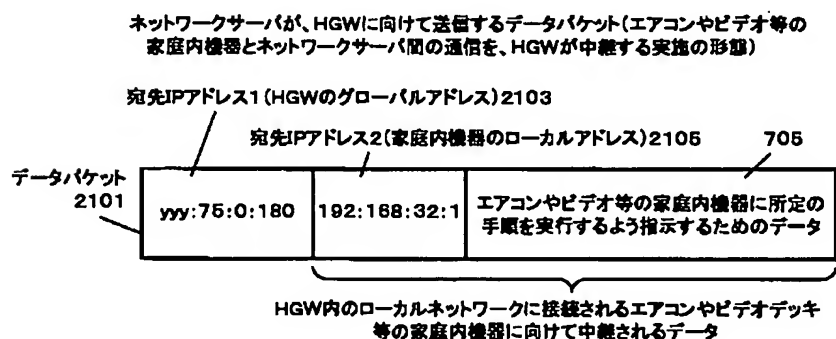 ネットワークサーバが、HGWに向けて送信するデータパケット(エアコンやビデオ等の
家庭内機器とネットワークサーバ間の通信を、HGWが中継する実施の形態)
宛先IPアドレス1(HGWのグローバルアドレス)2103
宛先IPアドレス2(家庭内機器のローカルアドレス)2105
705
データパケット
2101
yyy:75:0:180
192:168:32:1
エアコンやビデオ等の家庭内機器に所定の
手順を実行するよう指示するためのデータ
HGW内のローカルネットワークに接続されるエアコンやビデオデッキ
等の家庭内機器に向けて中継されるデータ